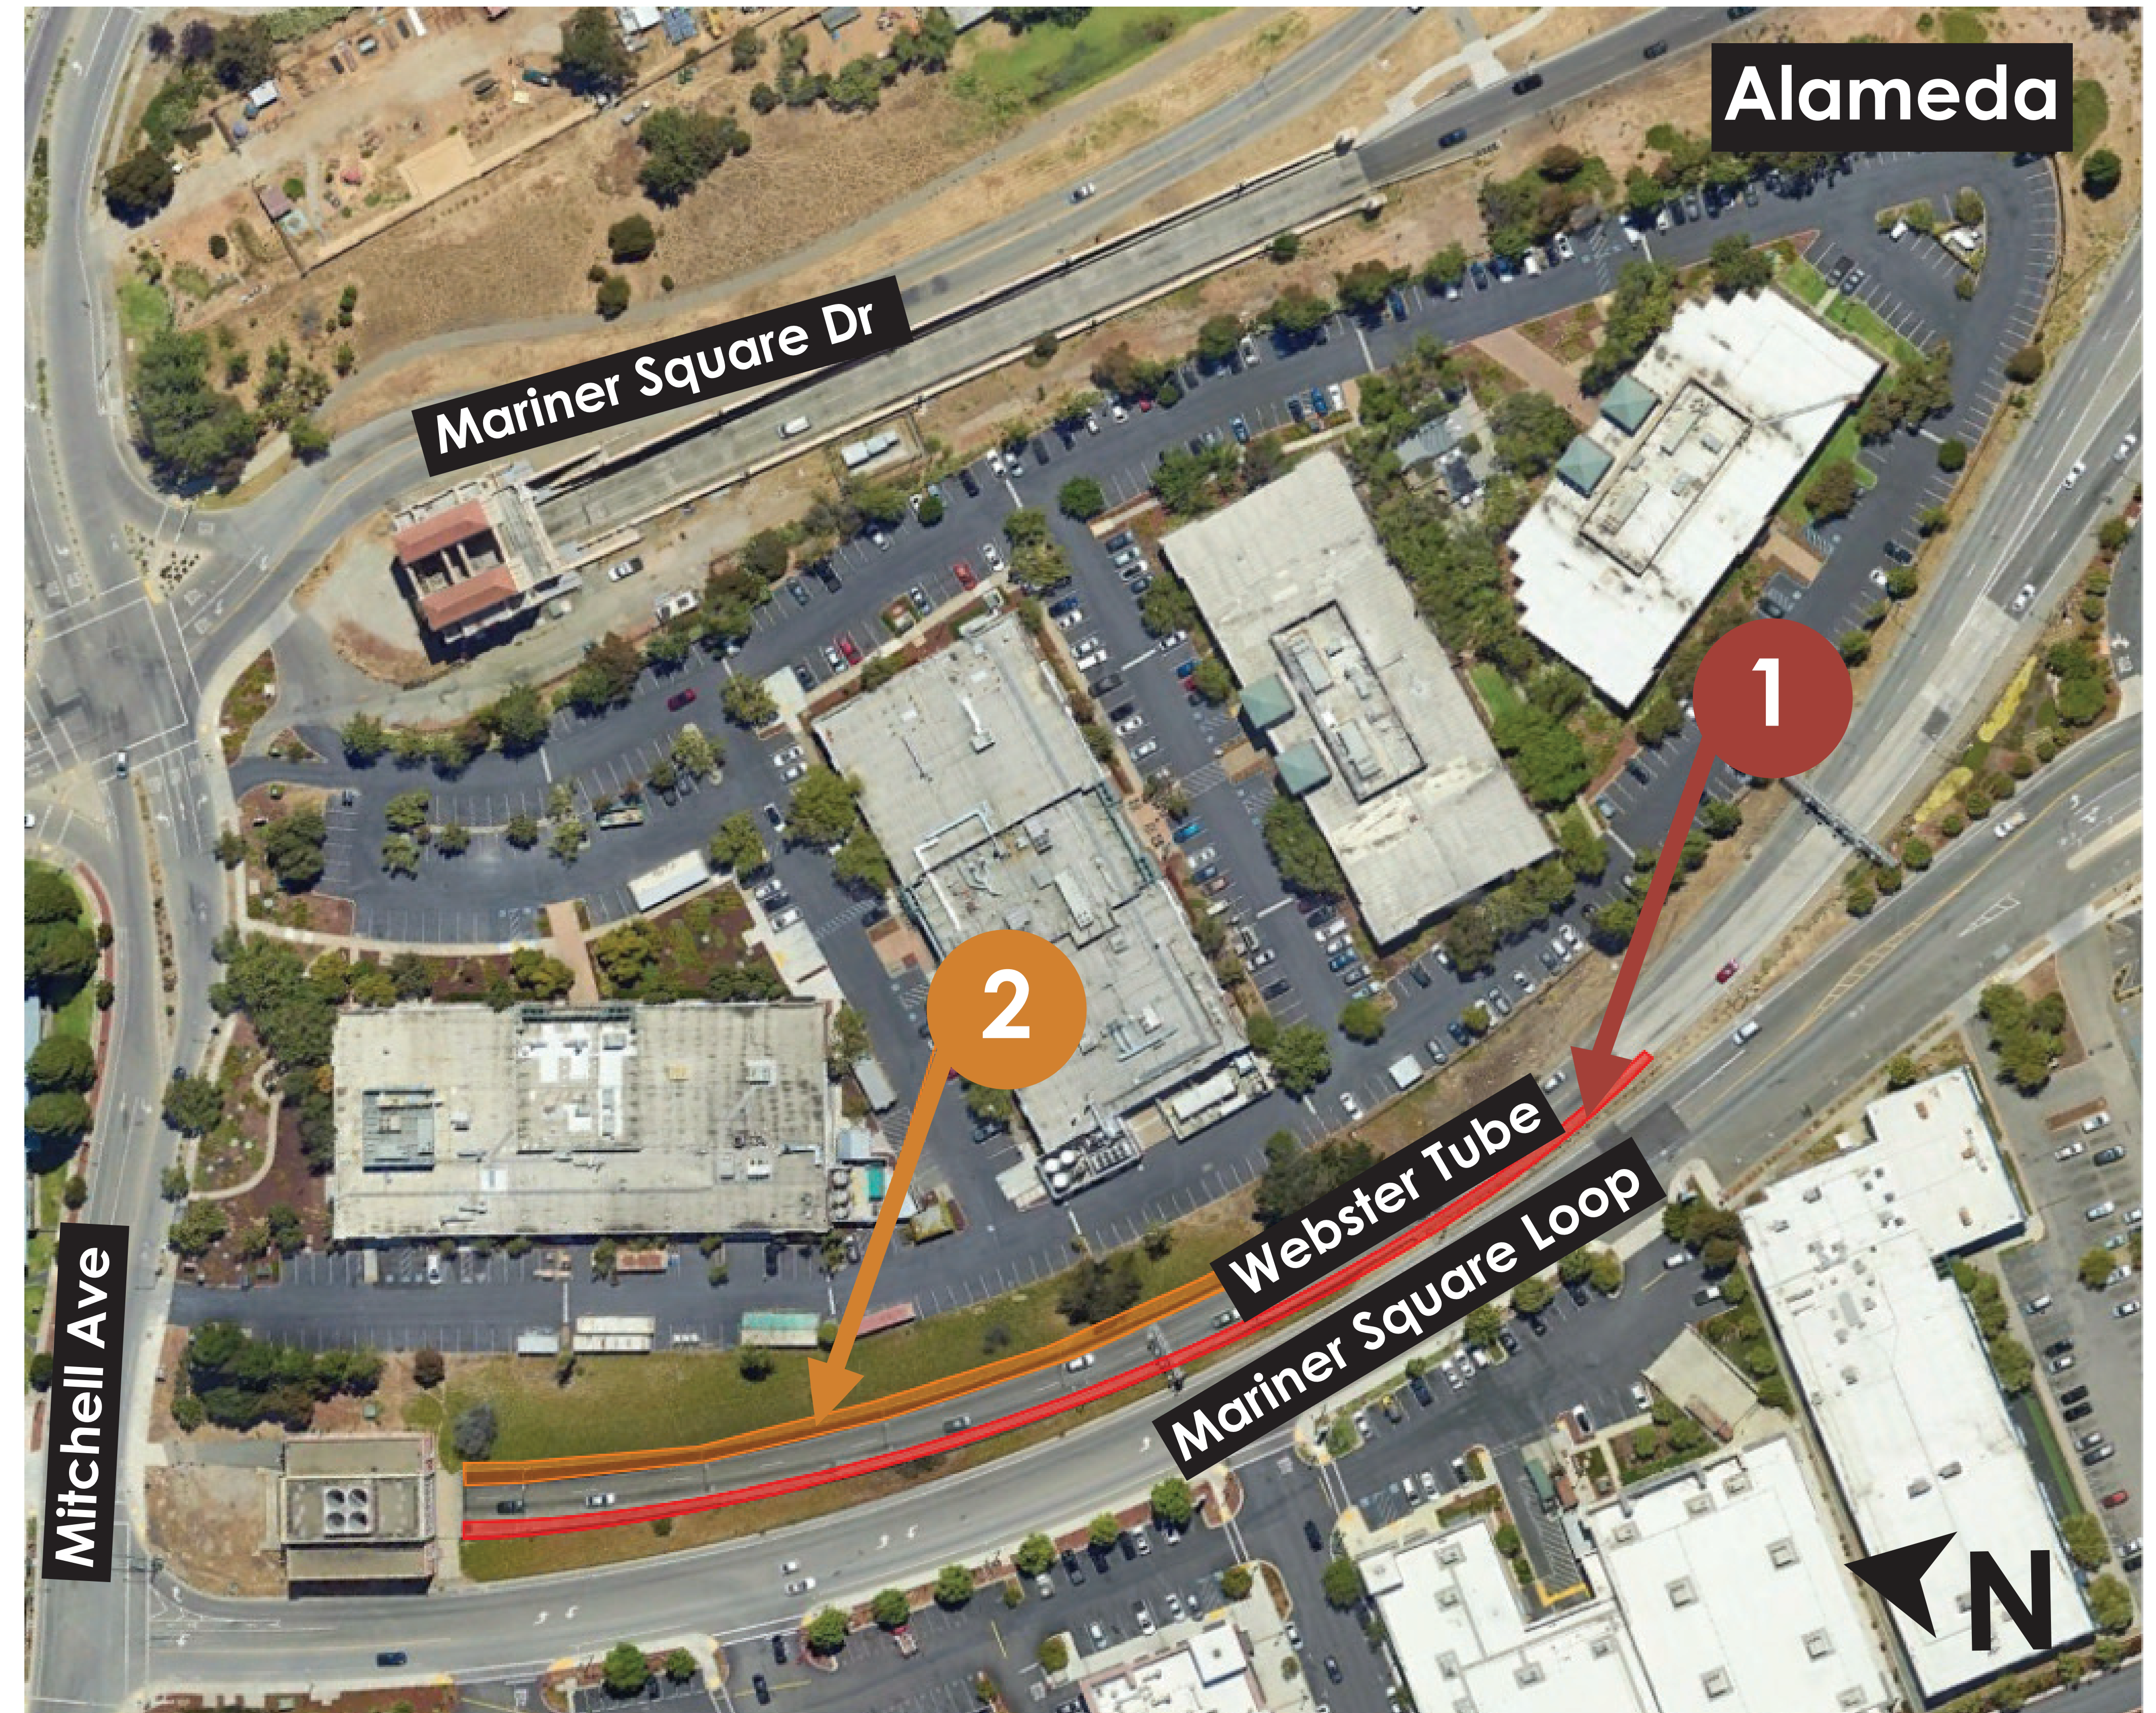 Alameda
Mariner Square Dr
1
2
Webster Tube
Mariner Square Loop
Mitchell Ave
N